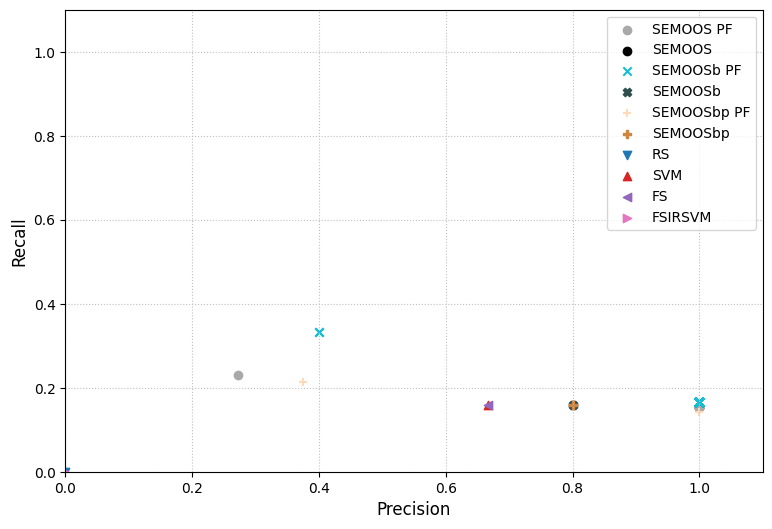 1.0
0.8
0.6
0.4
0.2
0.0
Recall
0.0 0.2 0.4 0.6 0.8 1.0
Precision
SEMOOS PF
SEMOOS
SEMOOSb PF
SEMOOSb
SEMOOSbp PF
SEMOOSbp
RS
SVM
FS
FSIRSVM